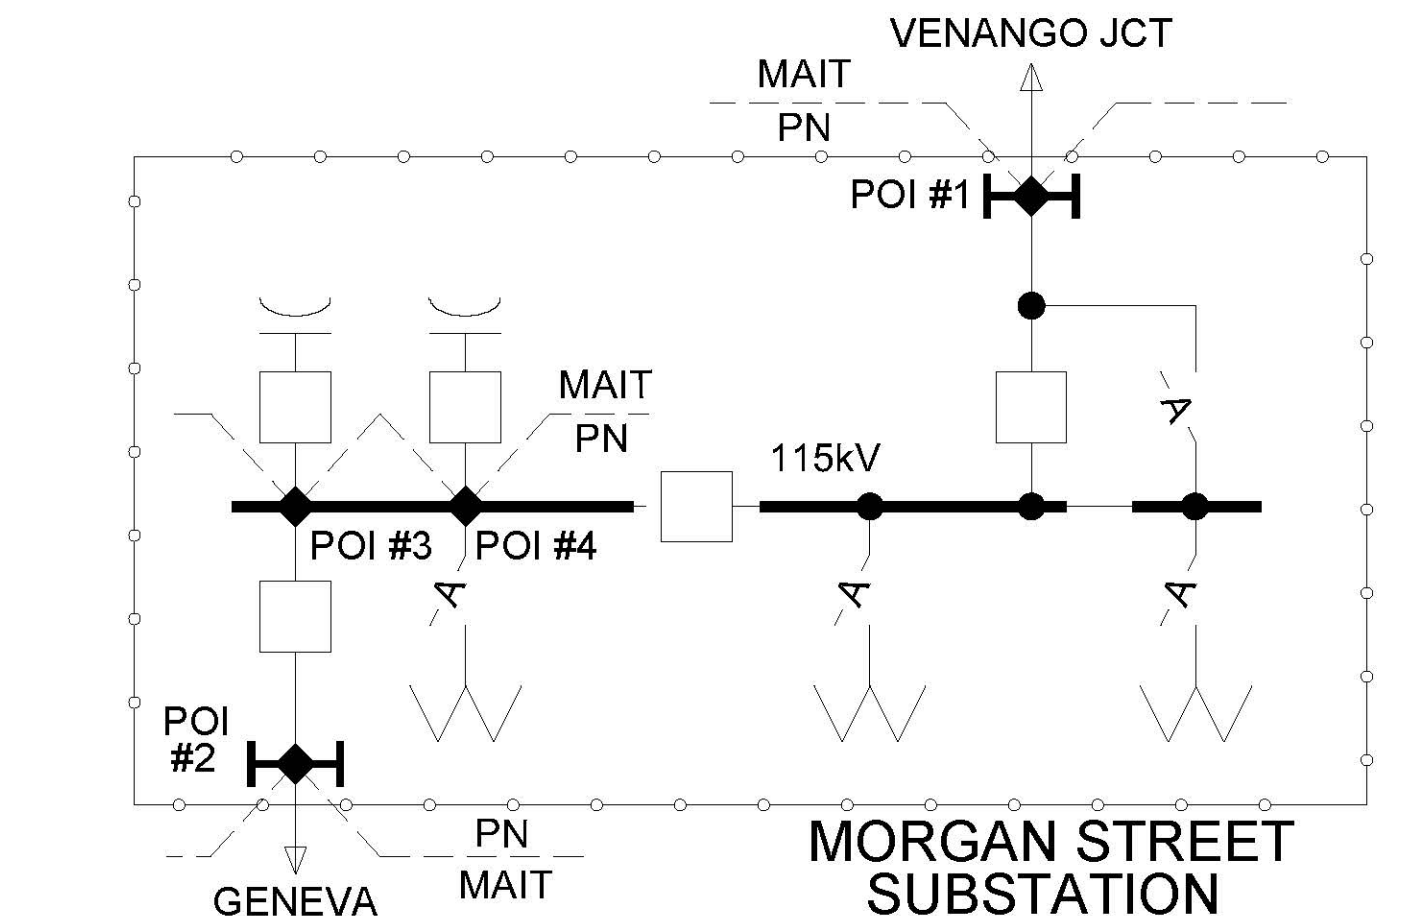 VENANGO JCT
MAIT
PN
POI #1
MAIT
PN
115kV
A
POI #3
POI #4
A
A
A
POI
#2
PN
MAIT
GENEVA
MORGAN STREET
SUBSTATION